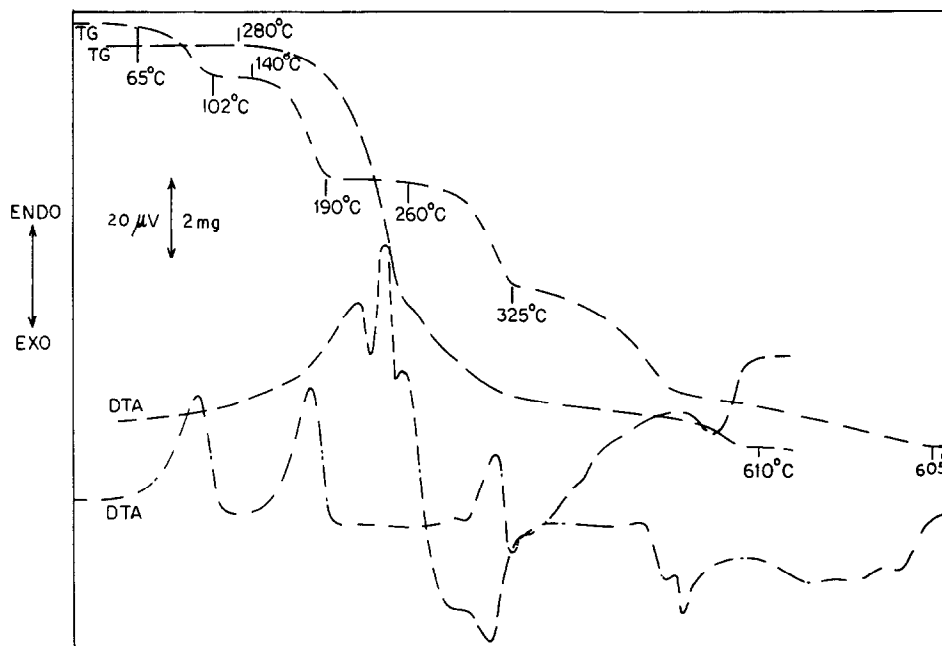 TG
TG
280°C
65°C
140°C
102°C
190°C
260°C
ENDO
20 µV
2 mg
EXO
325°C
DTA
DTA
610°C
605